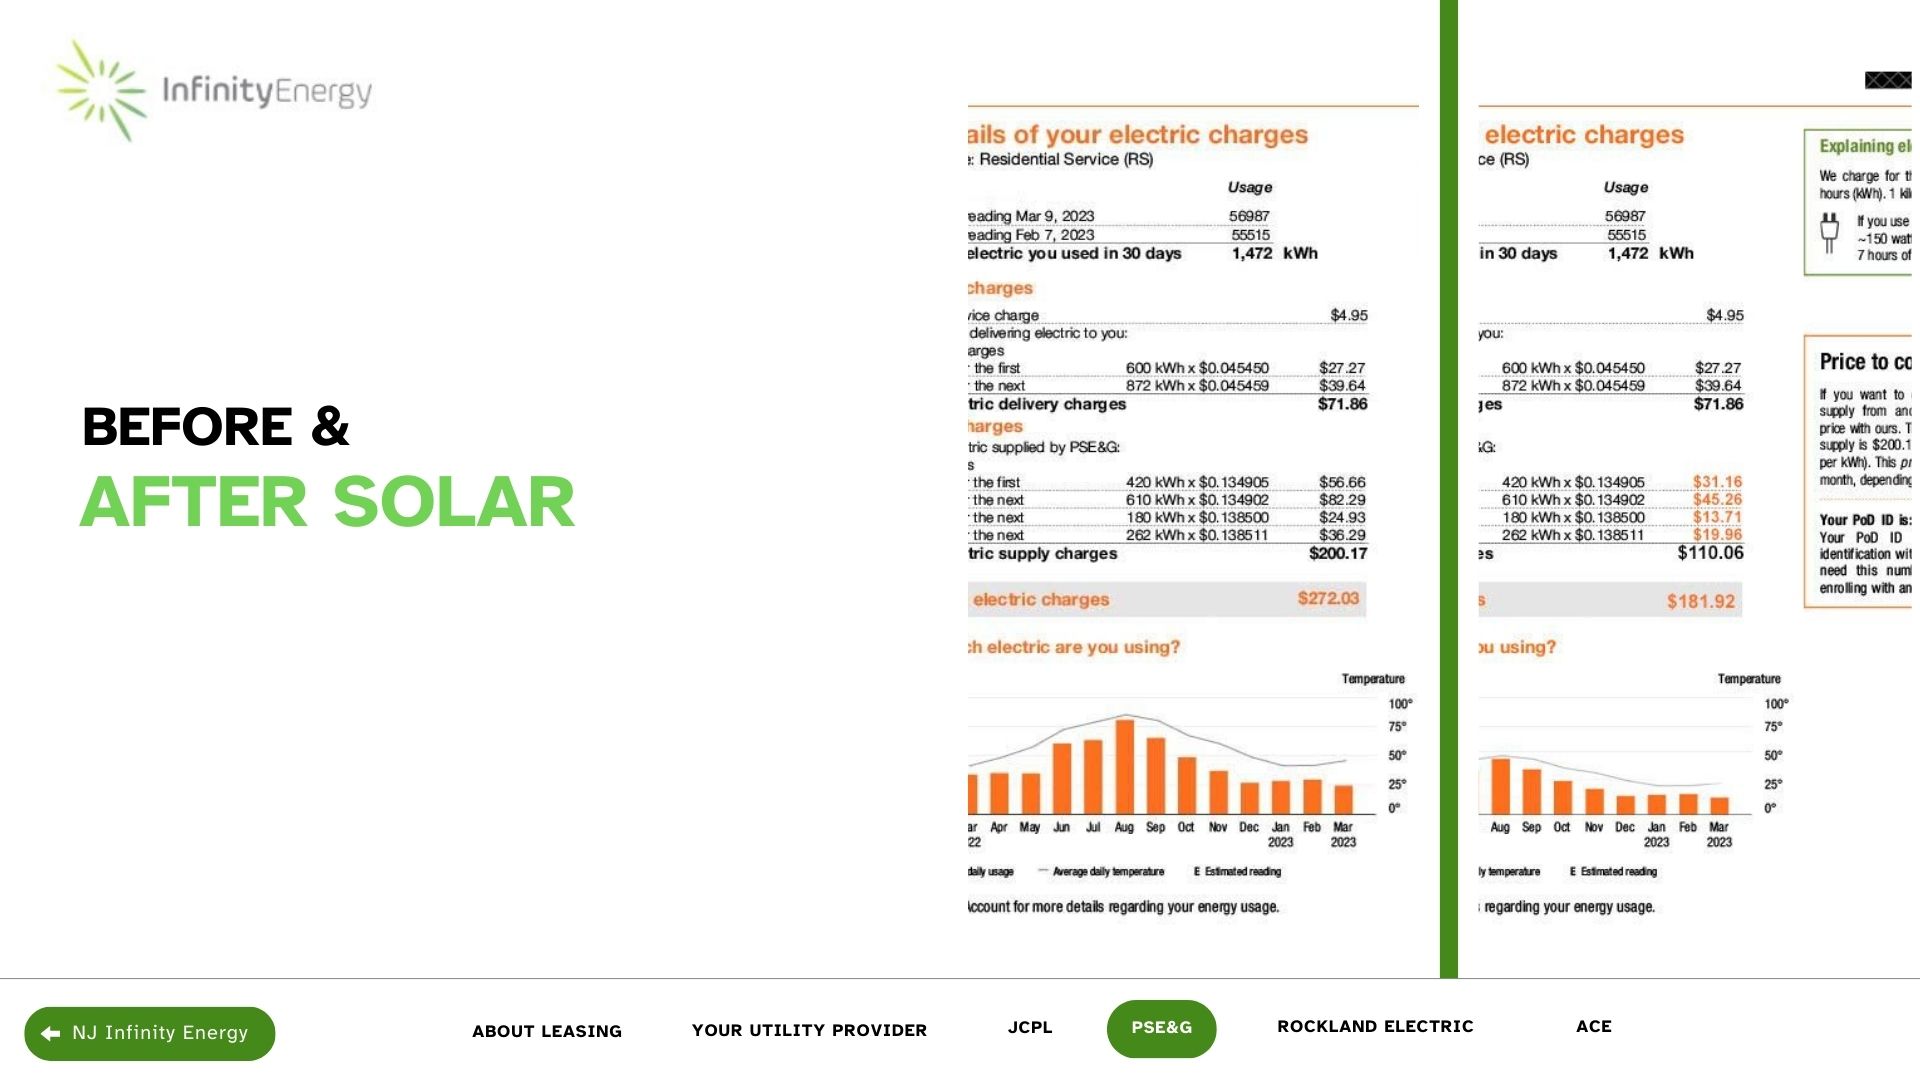 InfinityEnergy
BEFORE &
AFTER SOLAR
ails of your electric charges
e: Residential Service (RS)
Usage
eading Mar 9, 2023 56987
eading Feb 7, 2023 55515
electric you used in 30 days 1,472 kWh
charges
vice charge $4.95
delivering electric to you:
arges
r the first 600 kWh x $0.045450 $27.27
r the next 872 kWh x $0.045459 $39.64
tric delivery charges $71.86
harges
tric supplied by PSE&G:
s
r the first 420 kWh x $0.134905 $56.66
r the next 610 kWh x $0.134902 $82.29
r the next 180 kWh x $0.138500 $24.93
r the next 262 kWh x $0.138511 $36.29
tric supply charges $200.17
electric charges $272.03
ch electric are you using?
Temperature
100°
75°
50°
25°
0°
ar Apr May Jun Jul Aug Sep Oct Nov Dec Jan Feb Mar
22 2023 2023
daily usage — Average daily temperature E Estimated reading
Account for more details regarding your energy usage.
electric charges
ce (RS)
Usage
56987
55515
in 30 days 1,472 kWh
$4.95
you:
600 kWh x $0.045450 $27.27
872 kWh x $0.045459 $39.64
ges $71.86
&G:
420 kWh x $0.134905 $31.16
610 kWh x $0.134902 $45.26
180 kWh x $0.138500 $13.71
262 kWh x $0.138511 $19.96
es $110.06
s $181.92
ou using?
Temperature
100°
75°
50°
25°
0°
Aug Sep Oct Nov Dec Jan Feb Mar
2023 2023
ly temperature E Estimated reading
s regarding your energy usage.
Explaining el
We charge for th
hours (kWh). 1 kil
If you use
~150 wat
7 hours of
Price to co
If you want to
supply from ano
price with ours. T
supply is $200.1
per kWh). This pr
month, depending
Your PoD ID is:
Your PoD ID
identification wit
need this num
enrolling with an
NJ Infinity Energy
ABOUT LEASING
YOUR UTILITY PROVIDER
JCPL
PSE&G
ROCKLAND ELECTRIC
ACE